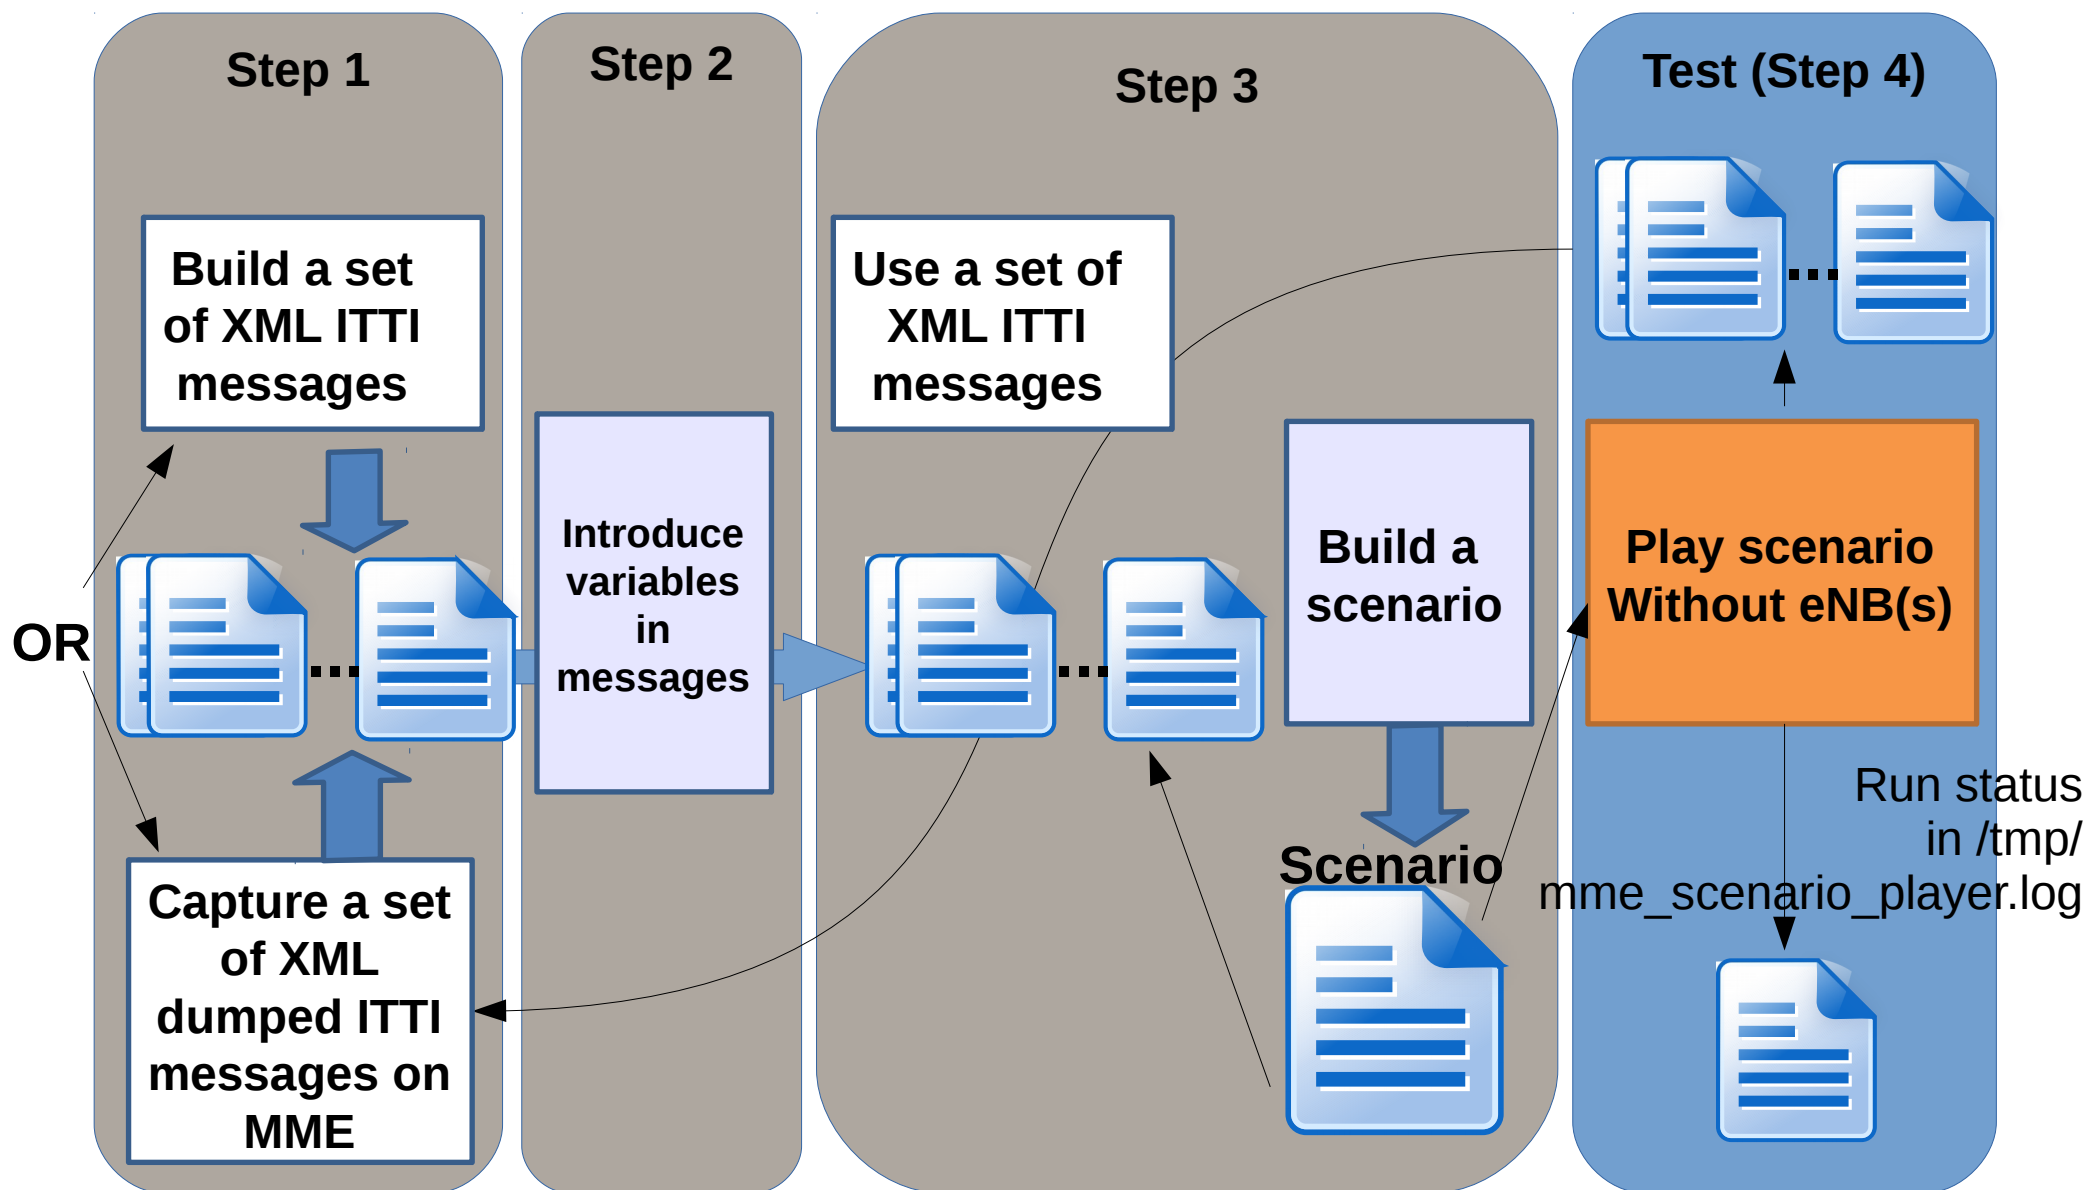 Step 1
Step 2
Step 3
Test (Step 4)
Build a set
of XML ITTI
messages
Use a set of
XML ITTI
messages
OR
Introduce
variables
in
messages
Build a
scenario
Play scenario
Without eNB(s)
Capture a set
of XML
dumped ITTI
messages on
MME
Scenario
Run status
in /tmp/
mme_scenario_player.log